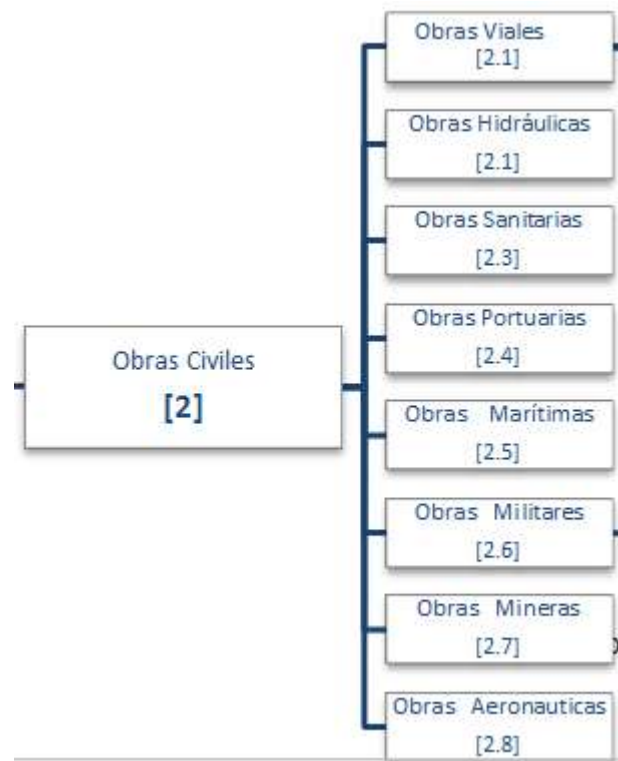 Obras Viales
[2.1]
Obras Hidráulicas
[2.1]
Obras Sanitarias
[2.3]
Obras Portuarias
[2.4]
Obras Civiles
[2]
Obras Marítimas
[2.5]
Obras Militares
[2.6]
Obras Mineras
[2.7]
Obras Aeronauticas
[2.8]